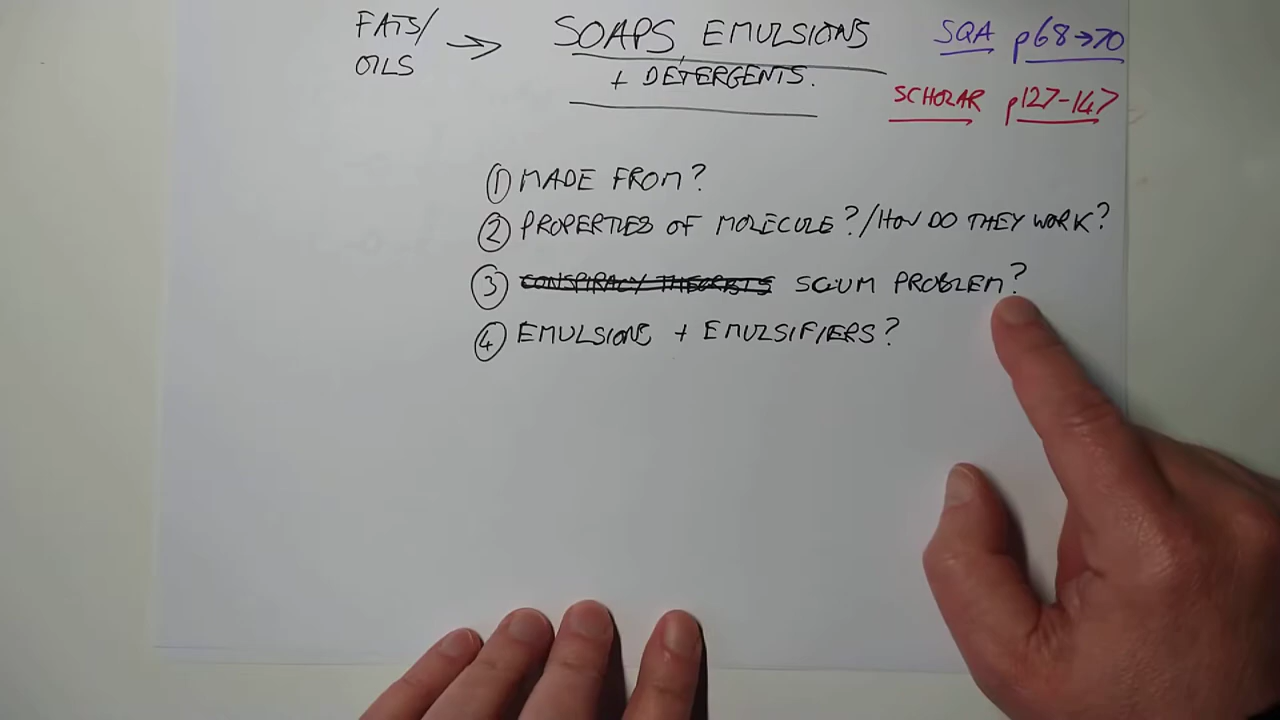 FATS/
OILS
→ SOAPS, EMULSIONS
+ DETERGENTS.
SQA p68→70
SCHOLAR p127-147
① MADE FROM?
② PROPERTIES OF MOLECULE?/HOW DO THEY WORK?
③ CONSPIRACY THEORISTS SCUM PROBLEM?
④ EMULSIONS + EMULSIFIERS?